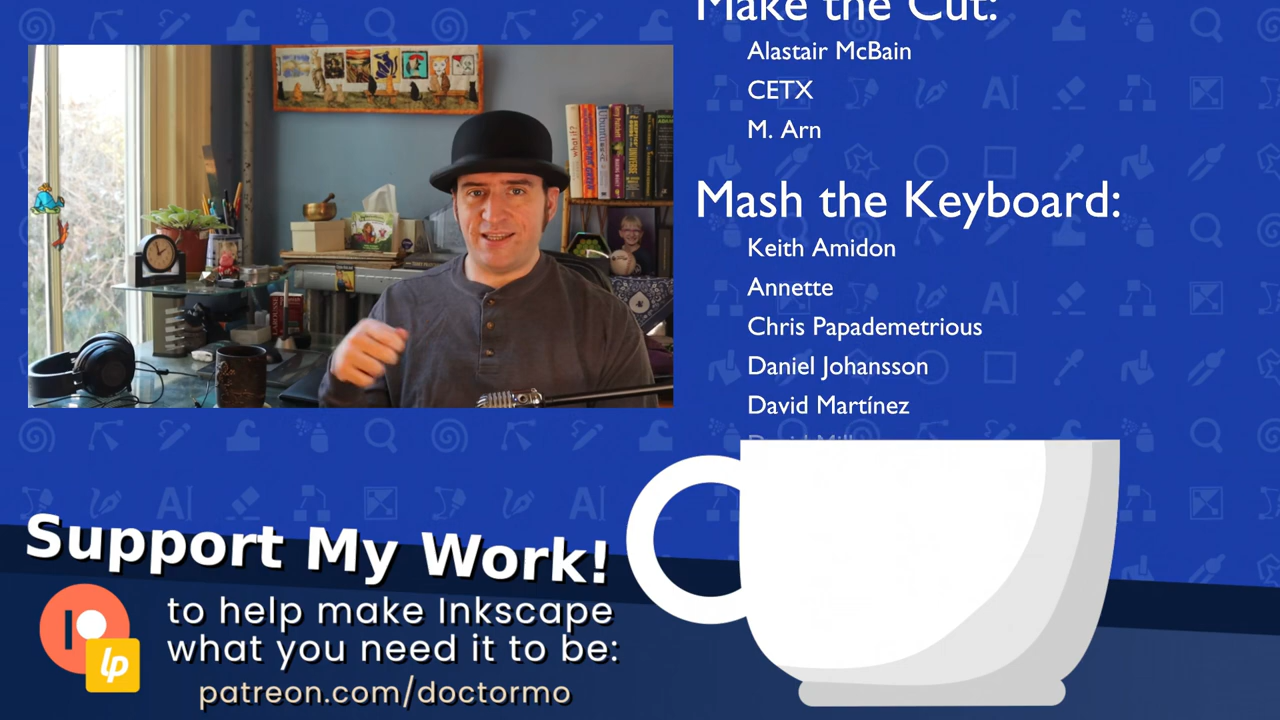 Make the Cut:
Alastair McBain
CETX
M. Arn
Mash the Keyboard:
Keith Amidon
Annette
Chris Papademetrious
Daniel Johansson
David Martínez
Support My Work!
to help make Inkscape
what you need it to be:
patreon.com/doctormo
lp